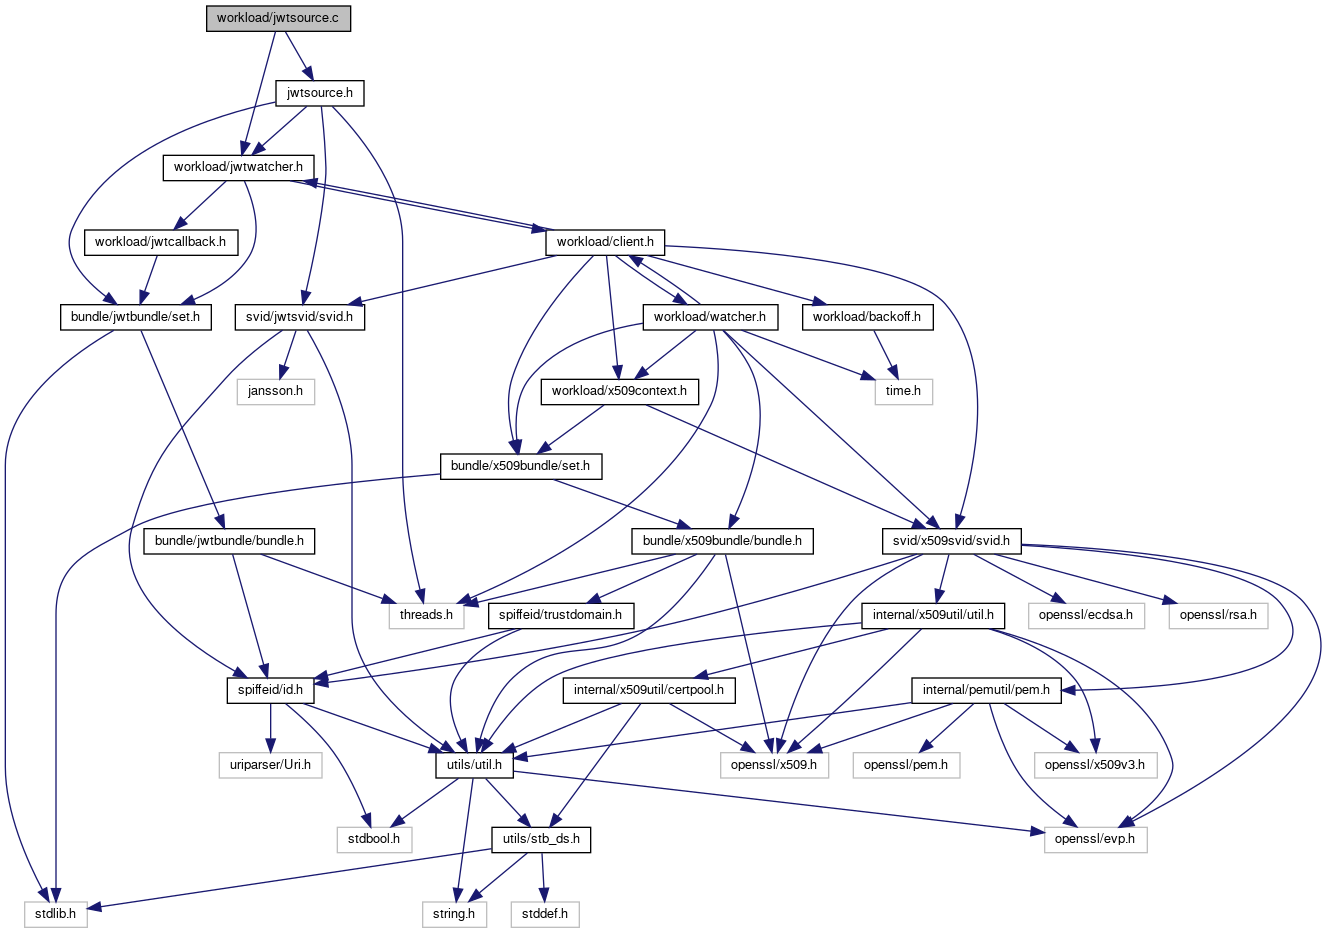 workload/jwtsource.c
jwtsource.h
workload/jwtwatcher.h
workload/jwtcallback.h
workload/client.h
bundle/jwtbundle/set.h
svid/jwtsvid/svid.h
workload/watcher.h
workload/backoff.h
jansson.h
workload/x509context.h
time.h
bundle/x509bundle/set.h
bundle/jwtbundle/bundle.h
bundle/x509bundle/bundle.h
svid/x509svid/svid.h
threads.h
spiffeid/trustdomain.h
internal/x509util/util.h
openssl/ecdsa.h
openssl/rsa.h
spiffeid/id.h
internal/x509util/certpool.h
internal/pemutil/pem.h
uriparser/Uri.h
utils/util.h
openssl/x509.h
openssl/pem.h
openssl/x509v3.h
stdbool.h
utils/stb_ds.h
openssl/evp.h
stdlib.h
string.h
stddef.h